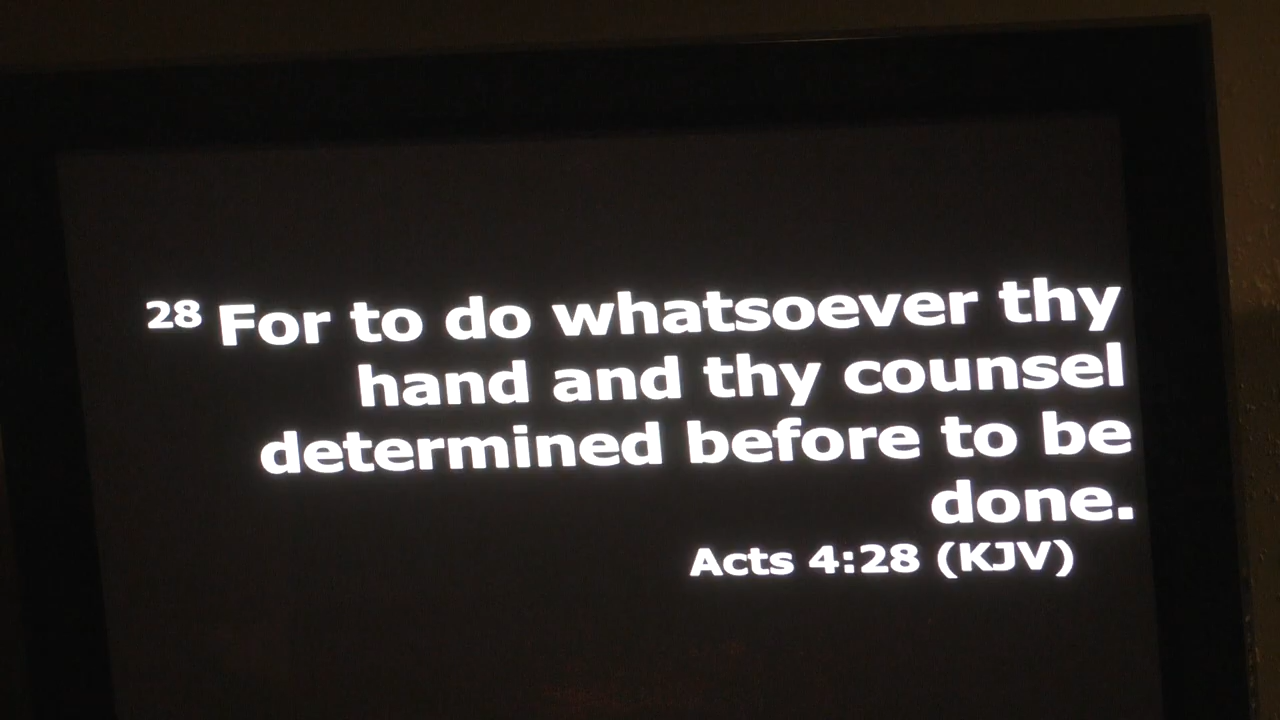 28 For to do whatsoever thy
hand and thy counsel
determined before to be
done.
Acts 4:28 (KJV)